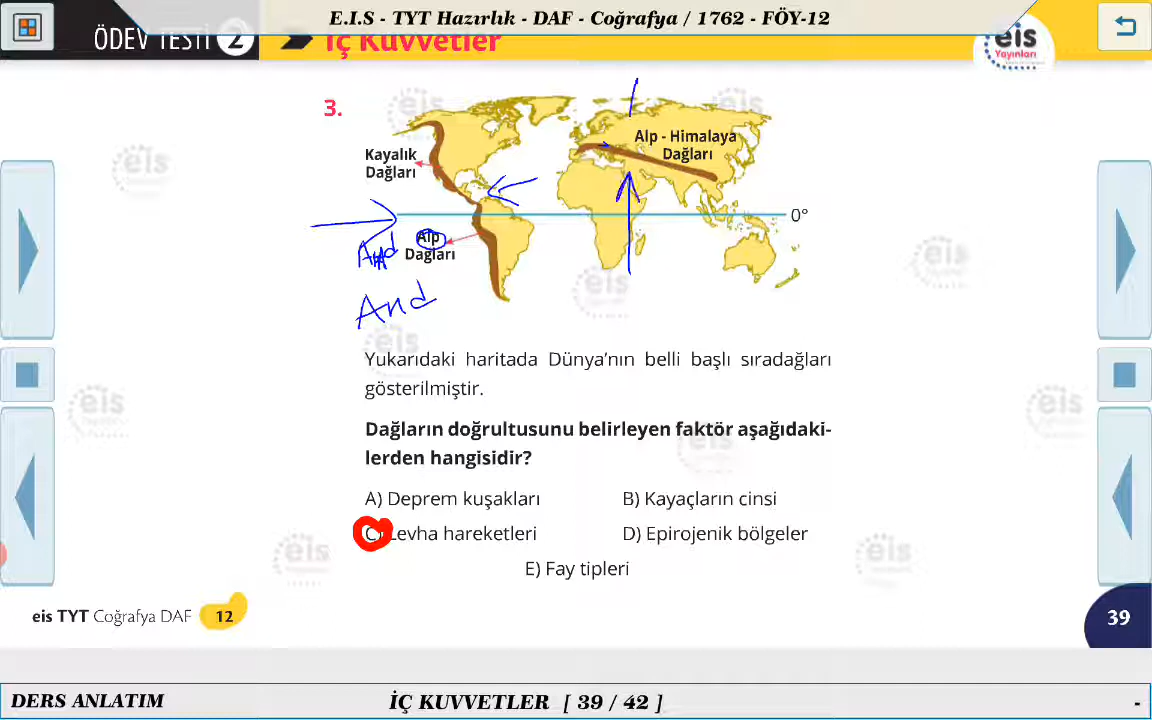 E.I.S - TYT Hazırlık - DAF - Coğrafya / 1762 - FÖY-12
ÖDEV TESTİ 2
İç Kuvvetler
eis
Yayınları
3.
Kayalık
Dağları
Alp - Himalaya
Dağları
0°
And
Alp
Dağları
And
Yukarıdaki haritada Dünya’nın belli başlı sıradağları
gösterilmiştir.
Dağların doğrultusunu belirleyen faktör aşağıdaki-
lerden hangisidir?
A) Deprem kuşakları
B) Kayaçların cinsi
C) Levha hareketleri
D) Epirojenik bölgeler
E) Fay tipleri
eis TYT Coğrafya DAF 12
39
DERS ANLATIM
İÇ KUVVETLER [ 39 / 42 ]
-